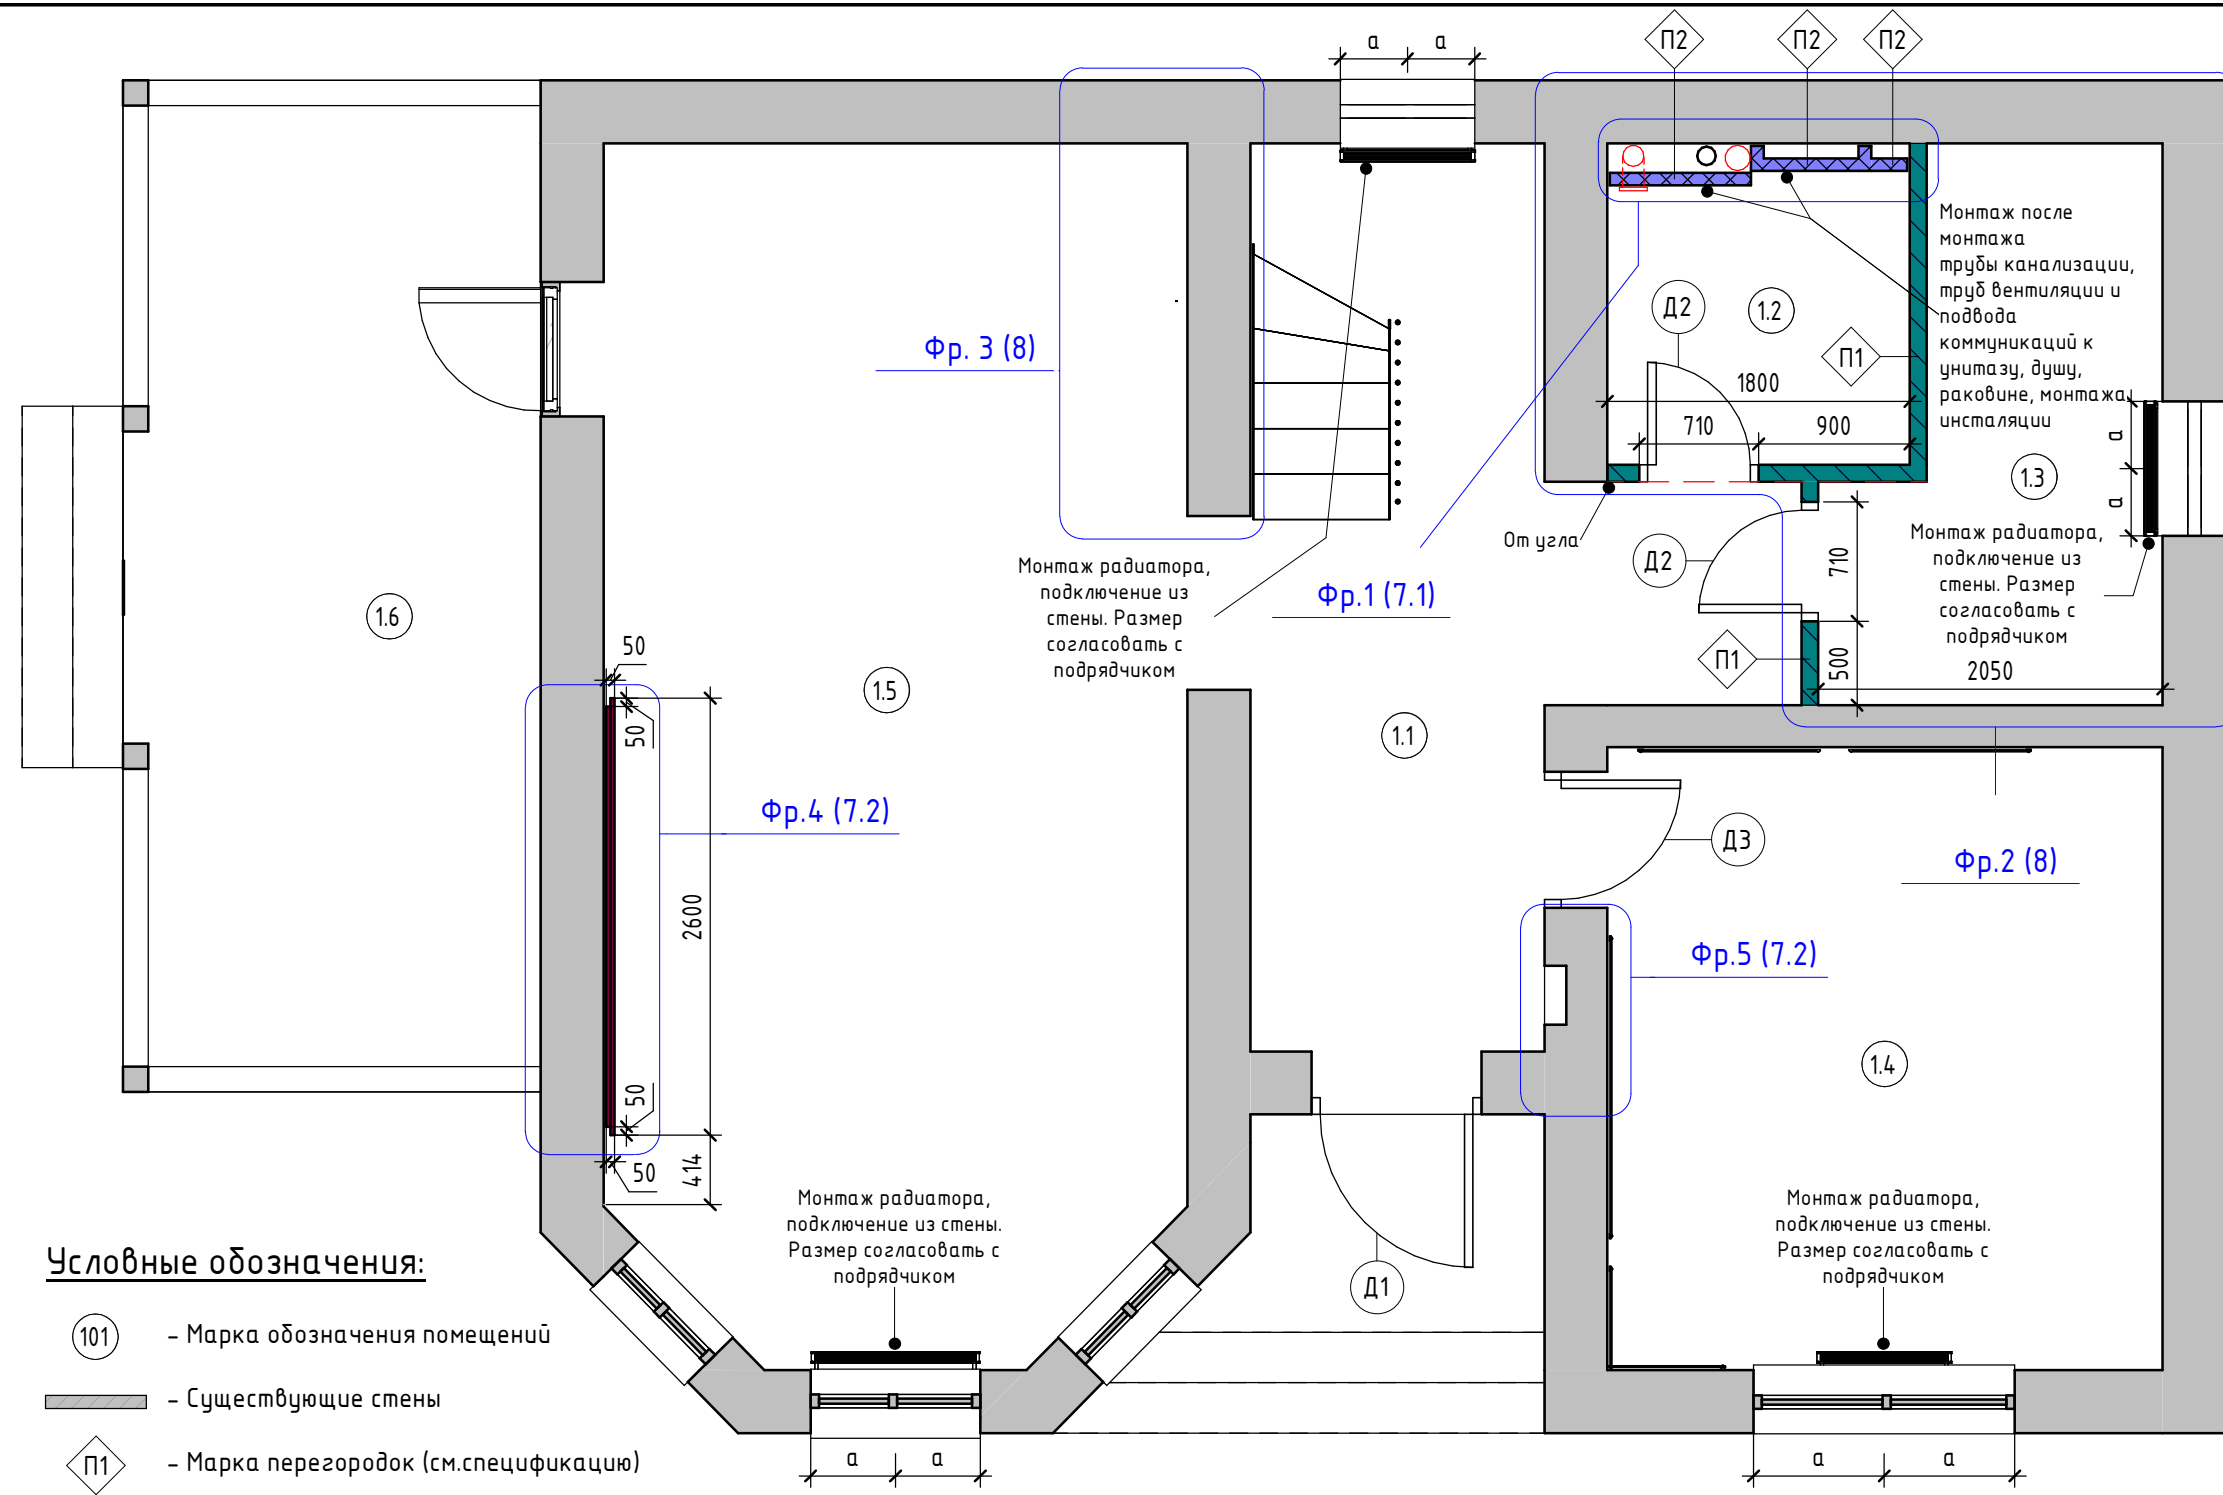 а а
П2 П2 П2
Монтаж после
монтажа
трубы канализации,
труб вентиляции и
подвода
коммуникаций к
унитазу, душу,
раковине, монтажа
инсталяции
Д2
1.2
П1
1800
710
900
Фр. 3 (8)
а
а
1.3
От угла
Д2
710
Монтаж радиатора,
подключение из
стены. Размер
согласовать с
подрядчиком
Монтаж радиатора,
подключение из
стены. Размер
согласовать с
подрядчиком
Фр.1 (7.1)
1.6
50
1.5
П1
500
2050
50
1.1
Фр.4 (7.2)
Д3
Фр.2 (8)
2600
Фр.5 (7.2)
1.4
50
50
414
Монтаж радиатора,
подключение из стены.
Размер согласовать с
подрядчиком
Монтаж радиатора,
подключение из стены.
Размер согласовать с
подрядчиком
Д1
Условные обозначения:
101 - Марка обозначения помещений
- Существующие стены
П1 - Марка перегородок (см.спецификацию)
а а
а а